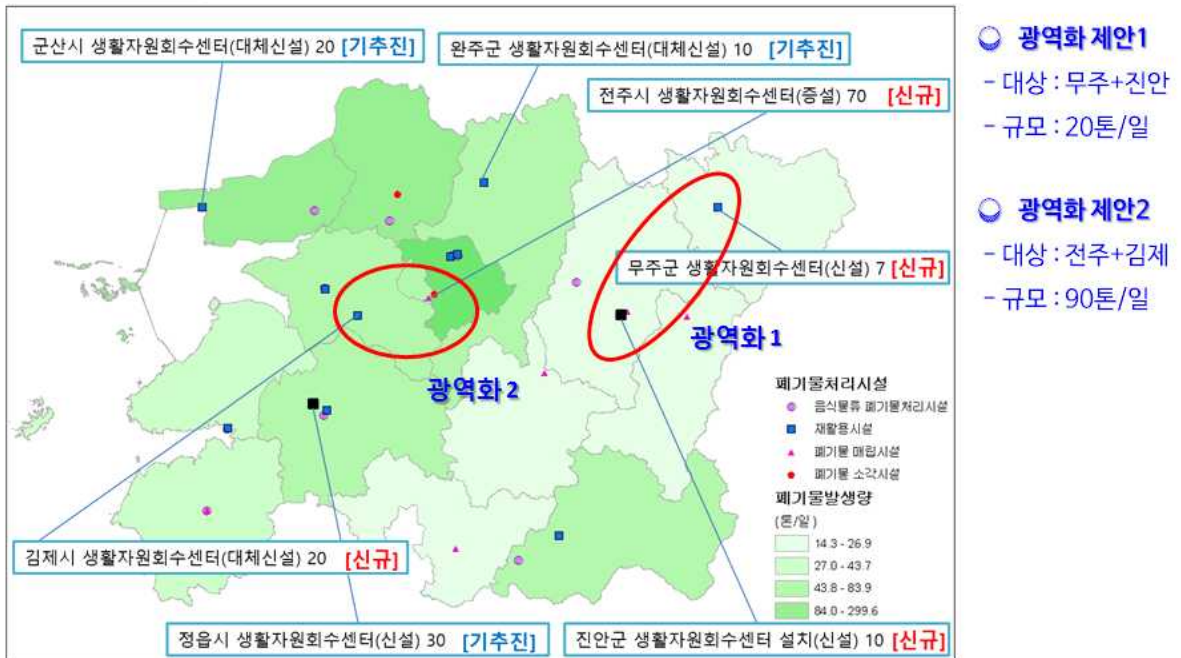 군산시 생활자원회수센터(대체신설) 20 [기추진]
완주군 생활자원회수센터(대체신설) 10 [기추진]
전주시 생활자원회수센터(증설) 70 [신규]
무주군 생활자원회수센터(신설) 7 [신규]
광역화 1
광역화 2
폐기물처리시설
음식물류 폐기물처리시설
재활용시설
폐기물 매립시설
폐기물 소각시설
폐기물발생량
(톤/일)
14.3 - 26.9
27.0 - 43.7
43.8 - 83.9
84.0 - 299.6
김제시 생활자원회수센터(대체신설) 20 [신규]
정읍시 생활자원회수센터(신설) 30 [기추진]
진안군 생활자원회수센터 설치(신설) 10 [신규]
광역화 제안1
- 대상 : 무주+진안
- 규모 : 20톤/일
광역화 제안2
- 대상 : 전주+김제
- 규모 : 90톤/일